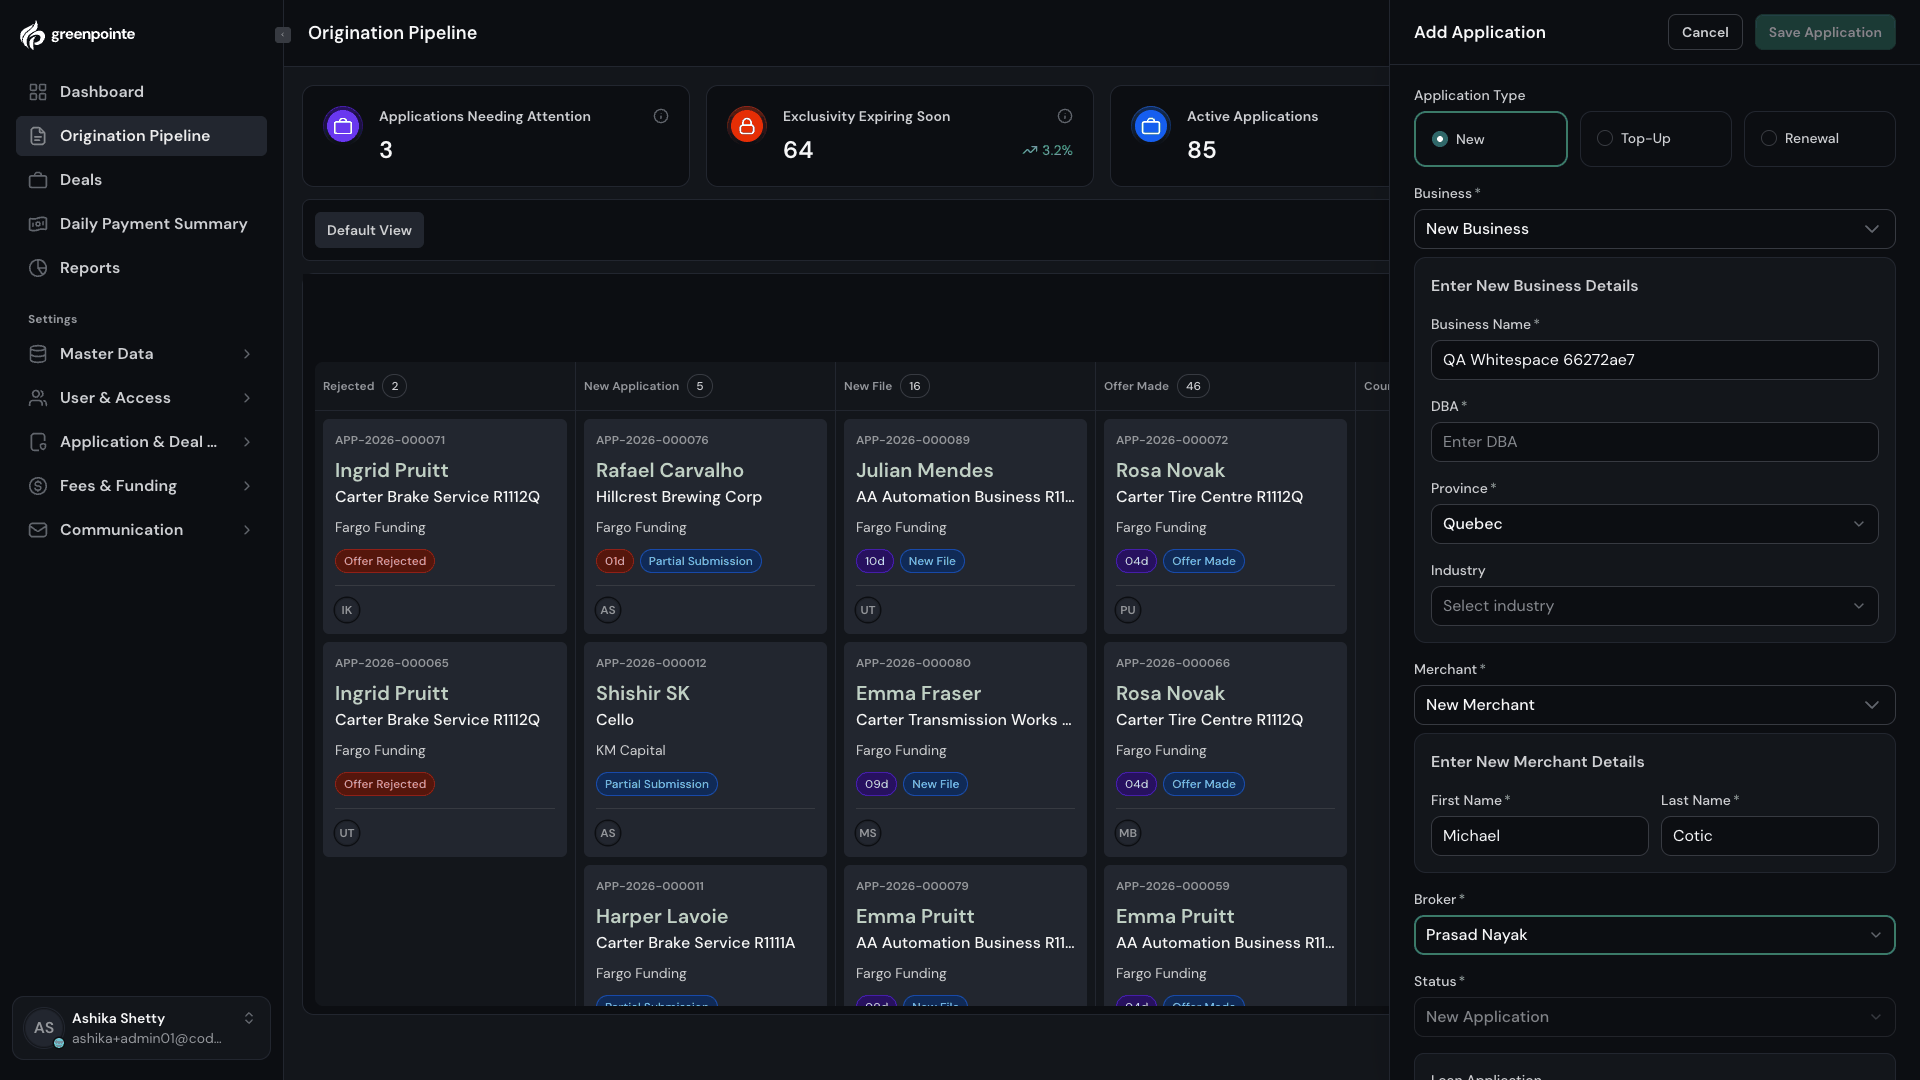 greenpointe
Dashboard
Origination Pipeline
Deals
Daily Payment Summary
Reports
Settings
Master Data
User & Access
Application & Deal ...
Fees & Funding
Communication
AS
Ashika Shetty
ashika+admin01@cod...
Origination Pipeline
Applications Needing Attention
3
Exclusivity Expiring Soon
64
3.2%
Active Applications
85
Default View
Rejected 2
APP-2026-000071
Ingrid Pruitt
Carter Brake Service R1112Q
Fargo Funding
Offer Rejected
IK
APP-2026-000065
Ingrid Pruitt
Carter Brake Service R1112Q
Fargo Funding
Offer Rejected
UT
New Application 5
APP-2026-000076
Rafael Carvalho
Hillcrest Brewing Corp
Fargo Funding
01d Partial Submission
AS
APP-2026-000012
Shishir SK
Cello
KM Capital
Partial Submission
AS
APP-2026-000011
Harper Lavoie
Carter Brake Service R1111A
Fargo Funding
Partial Submission
New File 16
APP-2026-000089
Julian Mendes
AA Automation Business R11...
Fargo Funding
10d New File
UT
APP-2026-000080
Emma Fraser
Carter Transmission Works ...
Fargo Funding
09d New File
MS
APP-2026-000079
Emma Pruitt
AA Automation Business R11...
Fargo Funding
New File
Offer Made 46
APP-2026-000072
Rosa Novak
Carter Tire Centre R1112Q
Fargo Funding
04d Offer Made
PU
APP-2026-000066
Rosa Novak
Carter Tire Centre R1112Q
Fargo Funding
04d Offer Made
MB
APP-2026-000059
Emma Pruitt
AA Automation Business R11...
Fargo Funding
04d Offer Made
Cour
Add Application
Cancel
Save Application
Application Type
New
Top-Up
Renewal
Business *
New Business
Enter New Business Details
Business Name *
QA Whitespace 66272ae7
DBA *
Enter DBA
Province *
Quebec
Industry
Select industry
Merchant *
New Merchant
Enter New Merchant Details
First Name * Last Name *
Michael Cotic
Broker *
Prasad Nayak
Status *
New Application
Loan Application